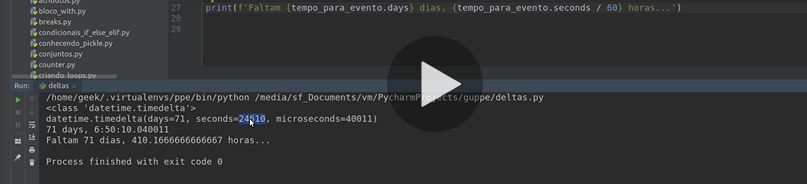 atributos.py
bloco_with.py
breaks.py
condicionais_if_else_elif.py
conhecendo_pickle.py
conjuntos.py
counter.py
criando_loops.py
27 print(f'Faltam {tempo_para_evento.days} dias, {tempo_para_evento.seconds / 60} horas...')
28
29
Run: deltas
/home/geek/.virtualenvs/ppe/bin/python /media/sf_Documents/vm/PycharmProjects/guppe/deltas.py
<class 'datetime.timedelta'>
datetime.timedelta(days=71, seconds=24610, microseconds=40011)
71 days, 6:50:10.040011
Faltam 71 dias, 410.1666666666667 horas...
Process finished with exit code 0